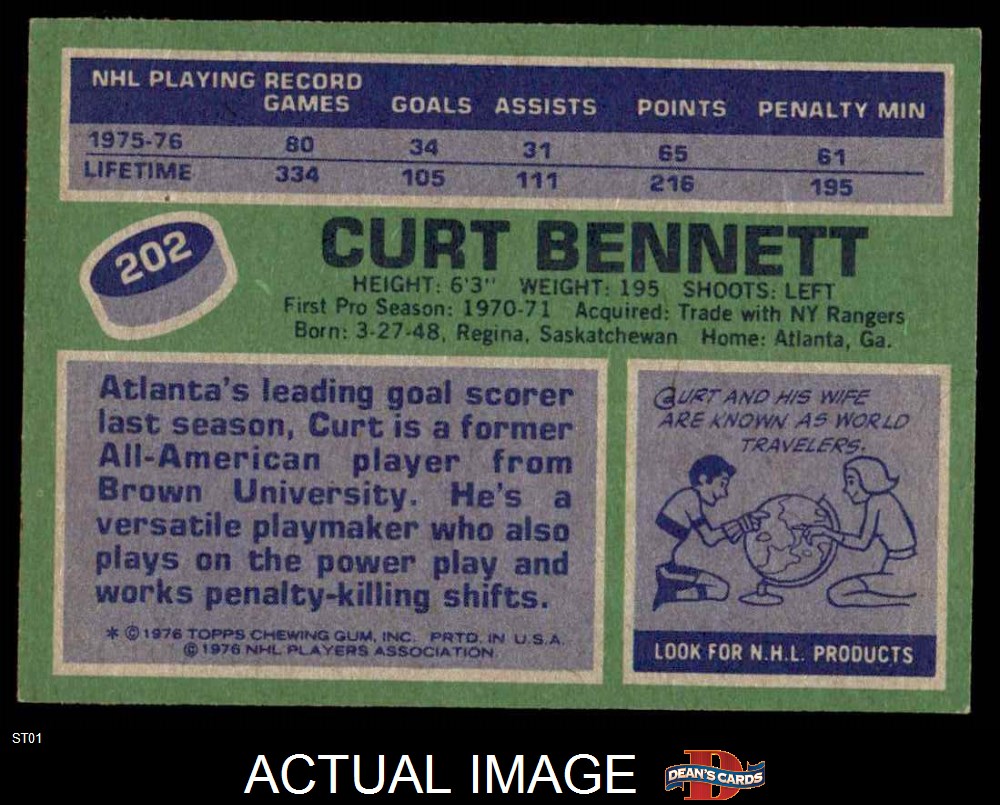 NHL PLAYING RECORD
GAMES GOALS ASSISTS POINTS PENALTY MIN
1975-76 80 34 31 65 61
LIFETIME 334 105 111 216 195
202
CURT BENNETT
HEIGHT: 6'3" WEIGHT: 195 SHOOTS: LEFT
First Pro Season: 1970-71 Acquired: Trade with NY Rangers
Born: 3-27-48, Regina, Saskatchewan Home: Atlanta, Ga.
Atlanta's leading goal scorer
last season, Curt is a former
All-American player from
Brown University. He's a
versatile playmaker who also
plays on the power play and
works penalty-killing shifts.
* © 1976 TOPPS CHEWING GUM, INC. PRTD. IN U.S.A.
© 1976 NHL PLAYERS ASSOCIATION.
CURT AND HIS WIFE
ARE KNOWN AS WORLD
TRAVELERS.
LOOK FOR N.H.L. PRODUCTS
ST01
ACTUAL IMAGE
D
DEAN'S CARDS